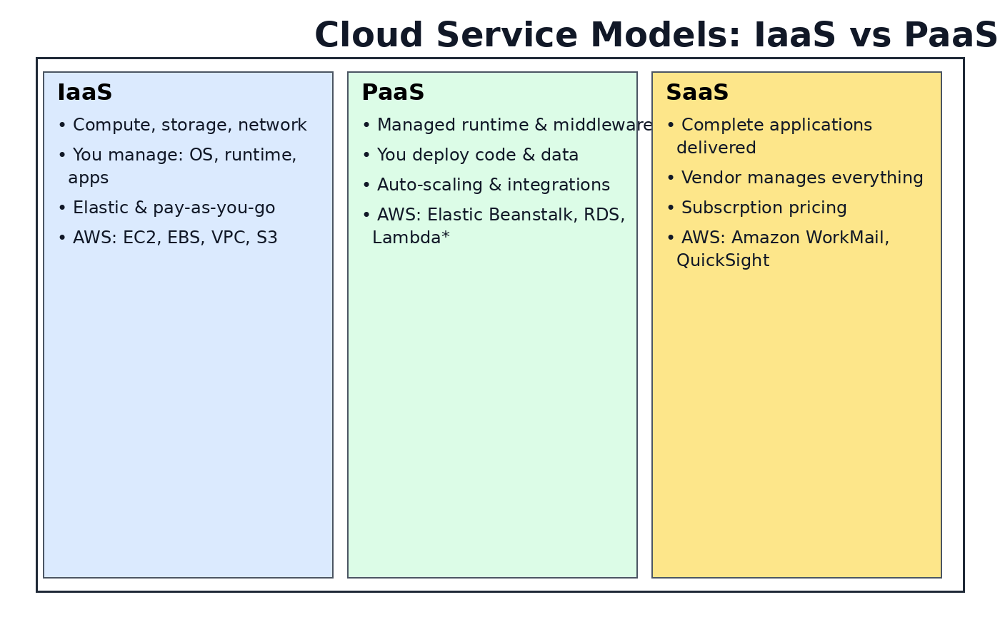 Cloud Service Models: IaaS vs PaaS
IaaS
• Compute, storage, network
• You manage: OS, runtime,
apps
• Elastic & pay-as-you-go
• AWS: EC2, EBS, VPC, S3
PaaS
• Managed runtime & middleware
• You deploy code & data
• Auto-scaling & integrations
• AWS: Elastic Beanstalk, RDS,
Lambda*
SaaS
• Complete applications
delivered
• Vendor manages everything
• Subscrption pricing
• AWS: Amazon WorkMail,
QuickSight